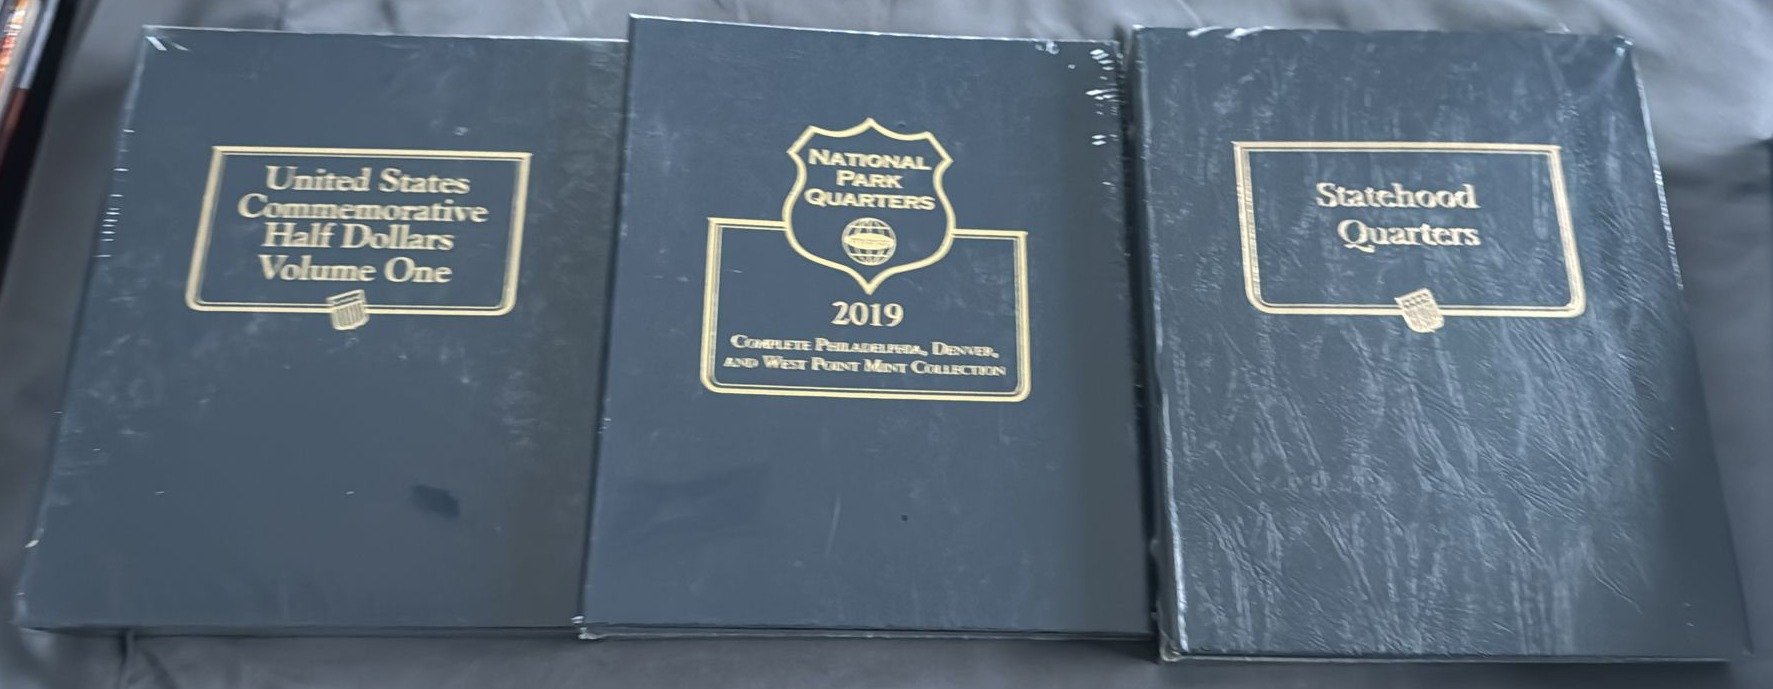 United States
Commemorative
Half Dollars
Volume One
NATIONAL
PARK
QUARTERS
2019
COMPLETE PHILADELPHIA, DENVER,
AND WEST POINT MINT COLLECTION
Statehood
Quarters